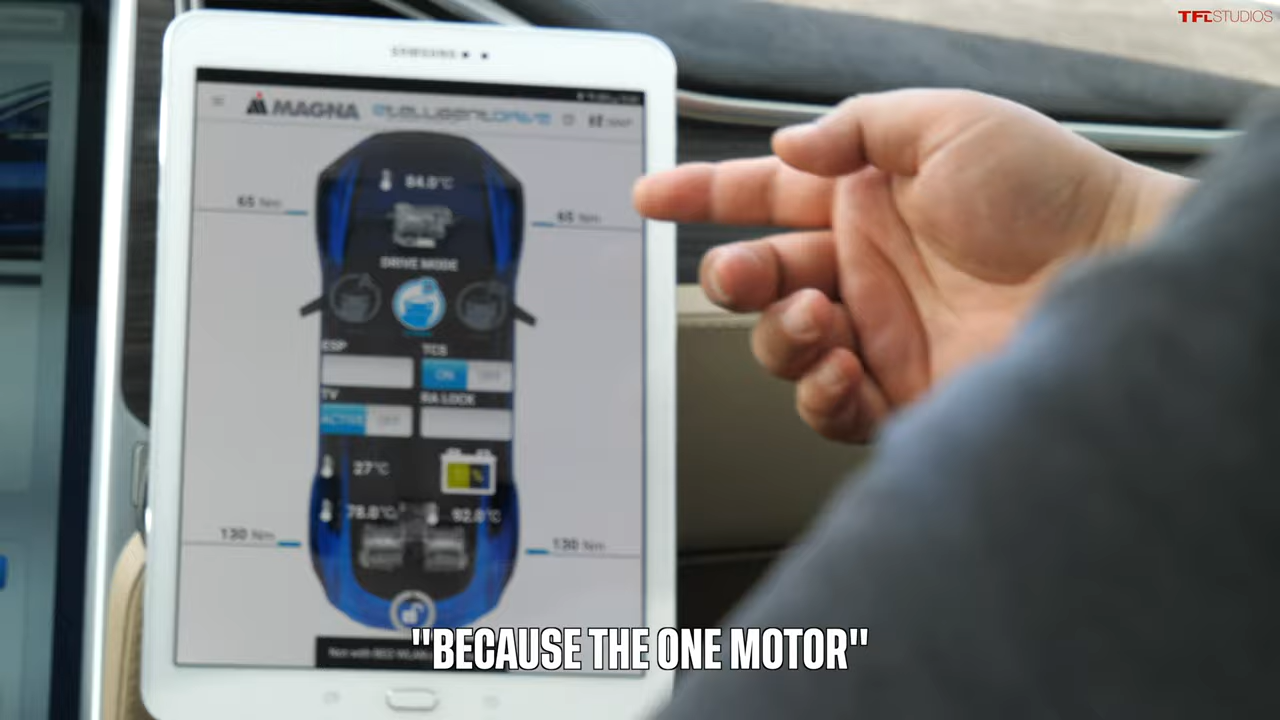 TFLSTUDIOS
SAMSUNG
MAGNA etelligentDRIVE
84.0°C
65 Nm
65 Nm
DRIVE MODE
ESP
TCS
ON OFF
TV
RA LOCK
ACTIVE OFF
27°C
78.0°C
92.0°C
130 Nm
130 Nm
"BECAUSE THE ONE MOTOR"